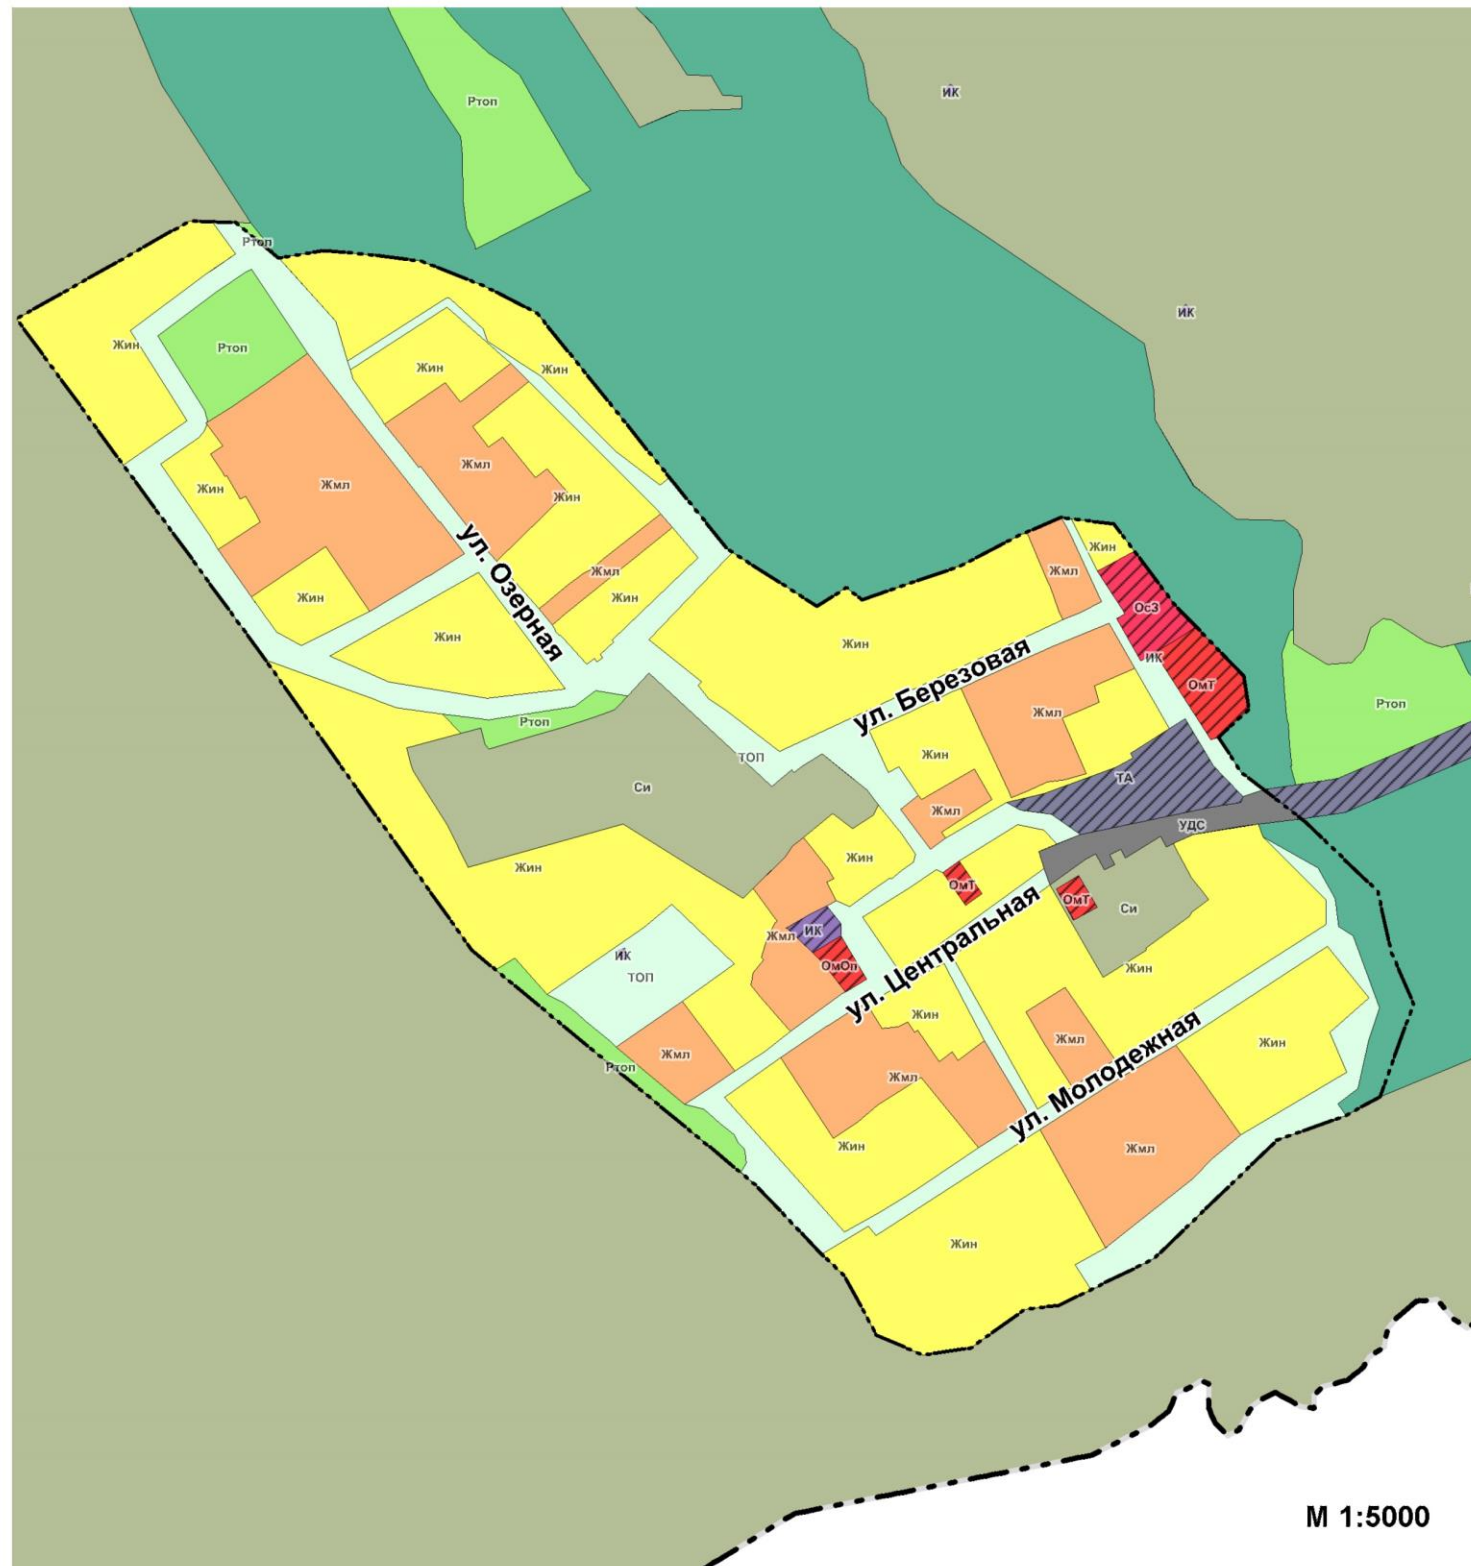 Ртоп
ИК
Ртоп
ИК
Жин
Ртоп
Жин
Жин
Жмл
Жин
Жмл
Жин
ул. Озерная
Жмл
Жин
Жин
Жин
Жин
Жмл
Жин
ОсЗ
Жин
ул. Березовая
ИК
ОмТ
Ртоп
Жмл
Ртоп
Жин
ТОП
Си
ТА
Жмл
УДС
Жин
Жин
ОмТ
ОмТ
Си
Жмл
ИК
ул. Центральная
ИК
ТОП
ОмОп
Жин
Жин
Жмл
Жмл
Жин
Ртоп
Жмл
ул. Молодежная
Жин
Жмл
Жин
М 1:5000